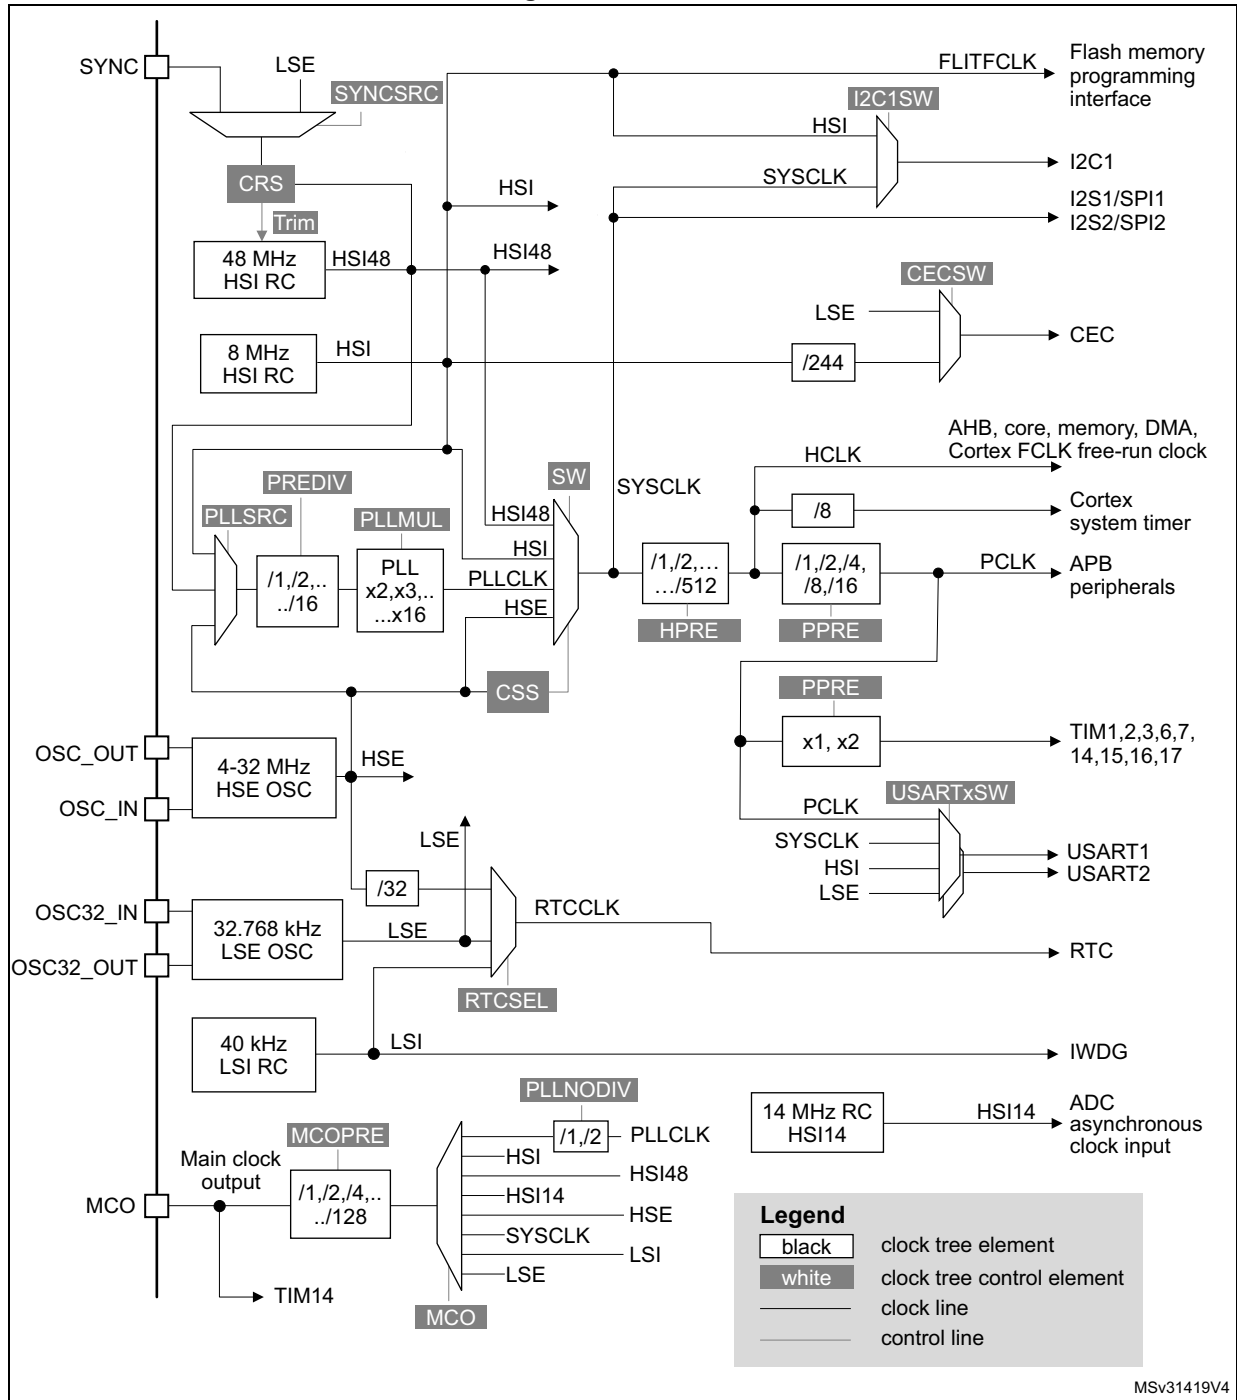 SYNC
LSE
SYNCSRC
CRS
Trim
48 MHz
HSI RC
HSI48
HSI
HSI48
8 MHz
HSI RC
HSI
FLITFCLK
Flash memory
programming
interface
I2C1SW
HSI
SYSCLK
I2C1
I2S1/SPI1
I2S2/SPI2
CECSW
LSE
/244
CEC
PLLSRC
PREDIV
/1,/2,..
../16
PLLMUL
PLL
x2,x3,..
...x16
SW
HSI48
HSI
PLLCLK
HSE
CSS
SYSCLK
/1,/2,...
.../512
HPRE
HCLK
AHB, core, memory, DMA,
Cortex FCLK free-run clock
/8
Cortex
system timer
/1,/2,/4,
/8,/16
PPRE
PCLK
APB
peripherals
PPRE
x1, x2
TIM1,2,3,6,7,
14,15,16,17
OSC_OUT
OSC_IN
4-32 MHz
HSE OSC
HSE
USARTxSW
PCLK
SYSCLK
HSI
LSE
USART1
USART2
LSE
/32
OSC32_IN
OSC32_OUT
32.768 kHz
LSE OSC
LSE
RTCCLK
RTCSEL
RTC
40 kHz
LSI RC
LSI
IWDG
PLLNODIV
/1,/2
PLLCLK
HSI
HSI48
HSI14
HSE
SYSCLK
LSI
LSE
MCO
MCOPRE
/1,/2,/4,..
../128
Main clock
output
MCO
TIM14
14 MHz RC
HSI14
HSI14
ADC
asynchronous
clock input
Legend
black
clock tree element
white
clock tree control element
clock line
control line
MSv31419V4